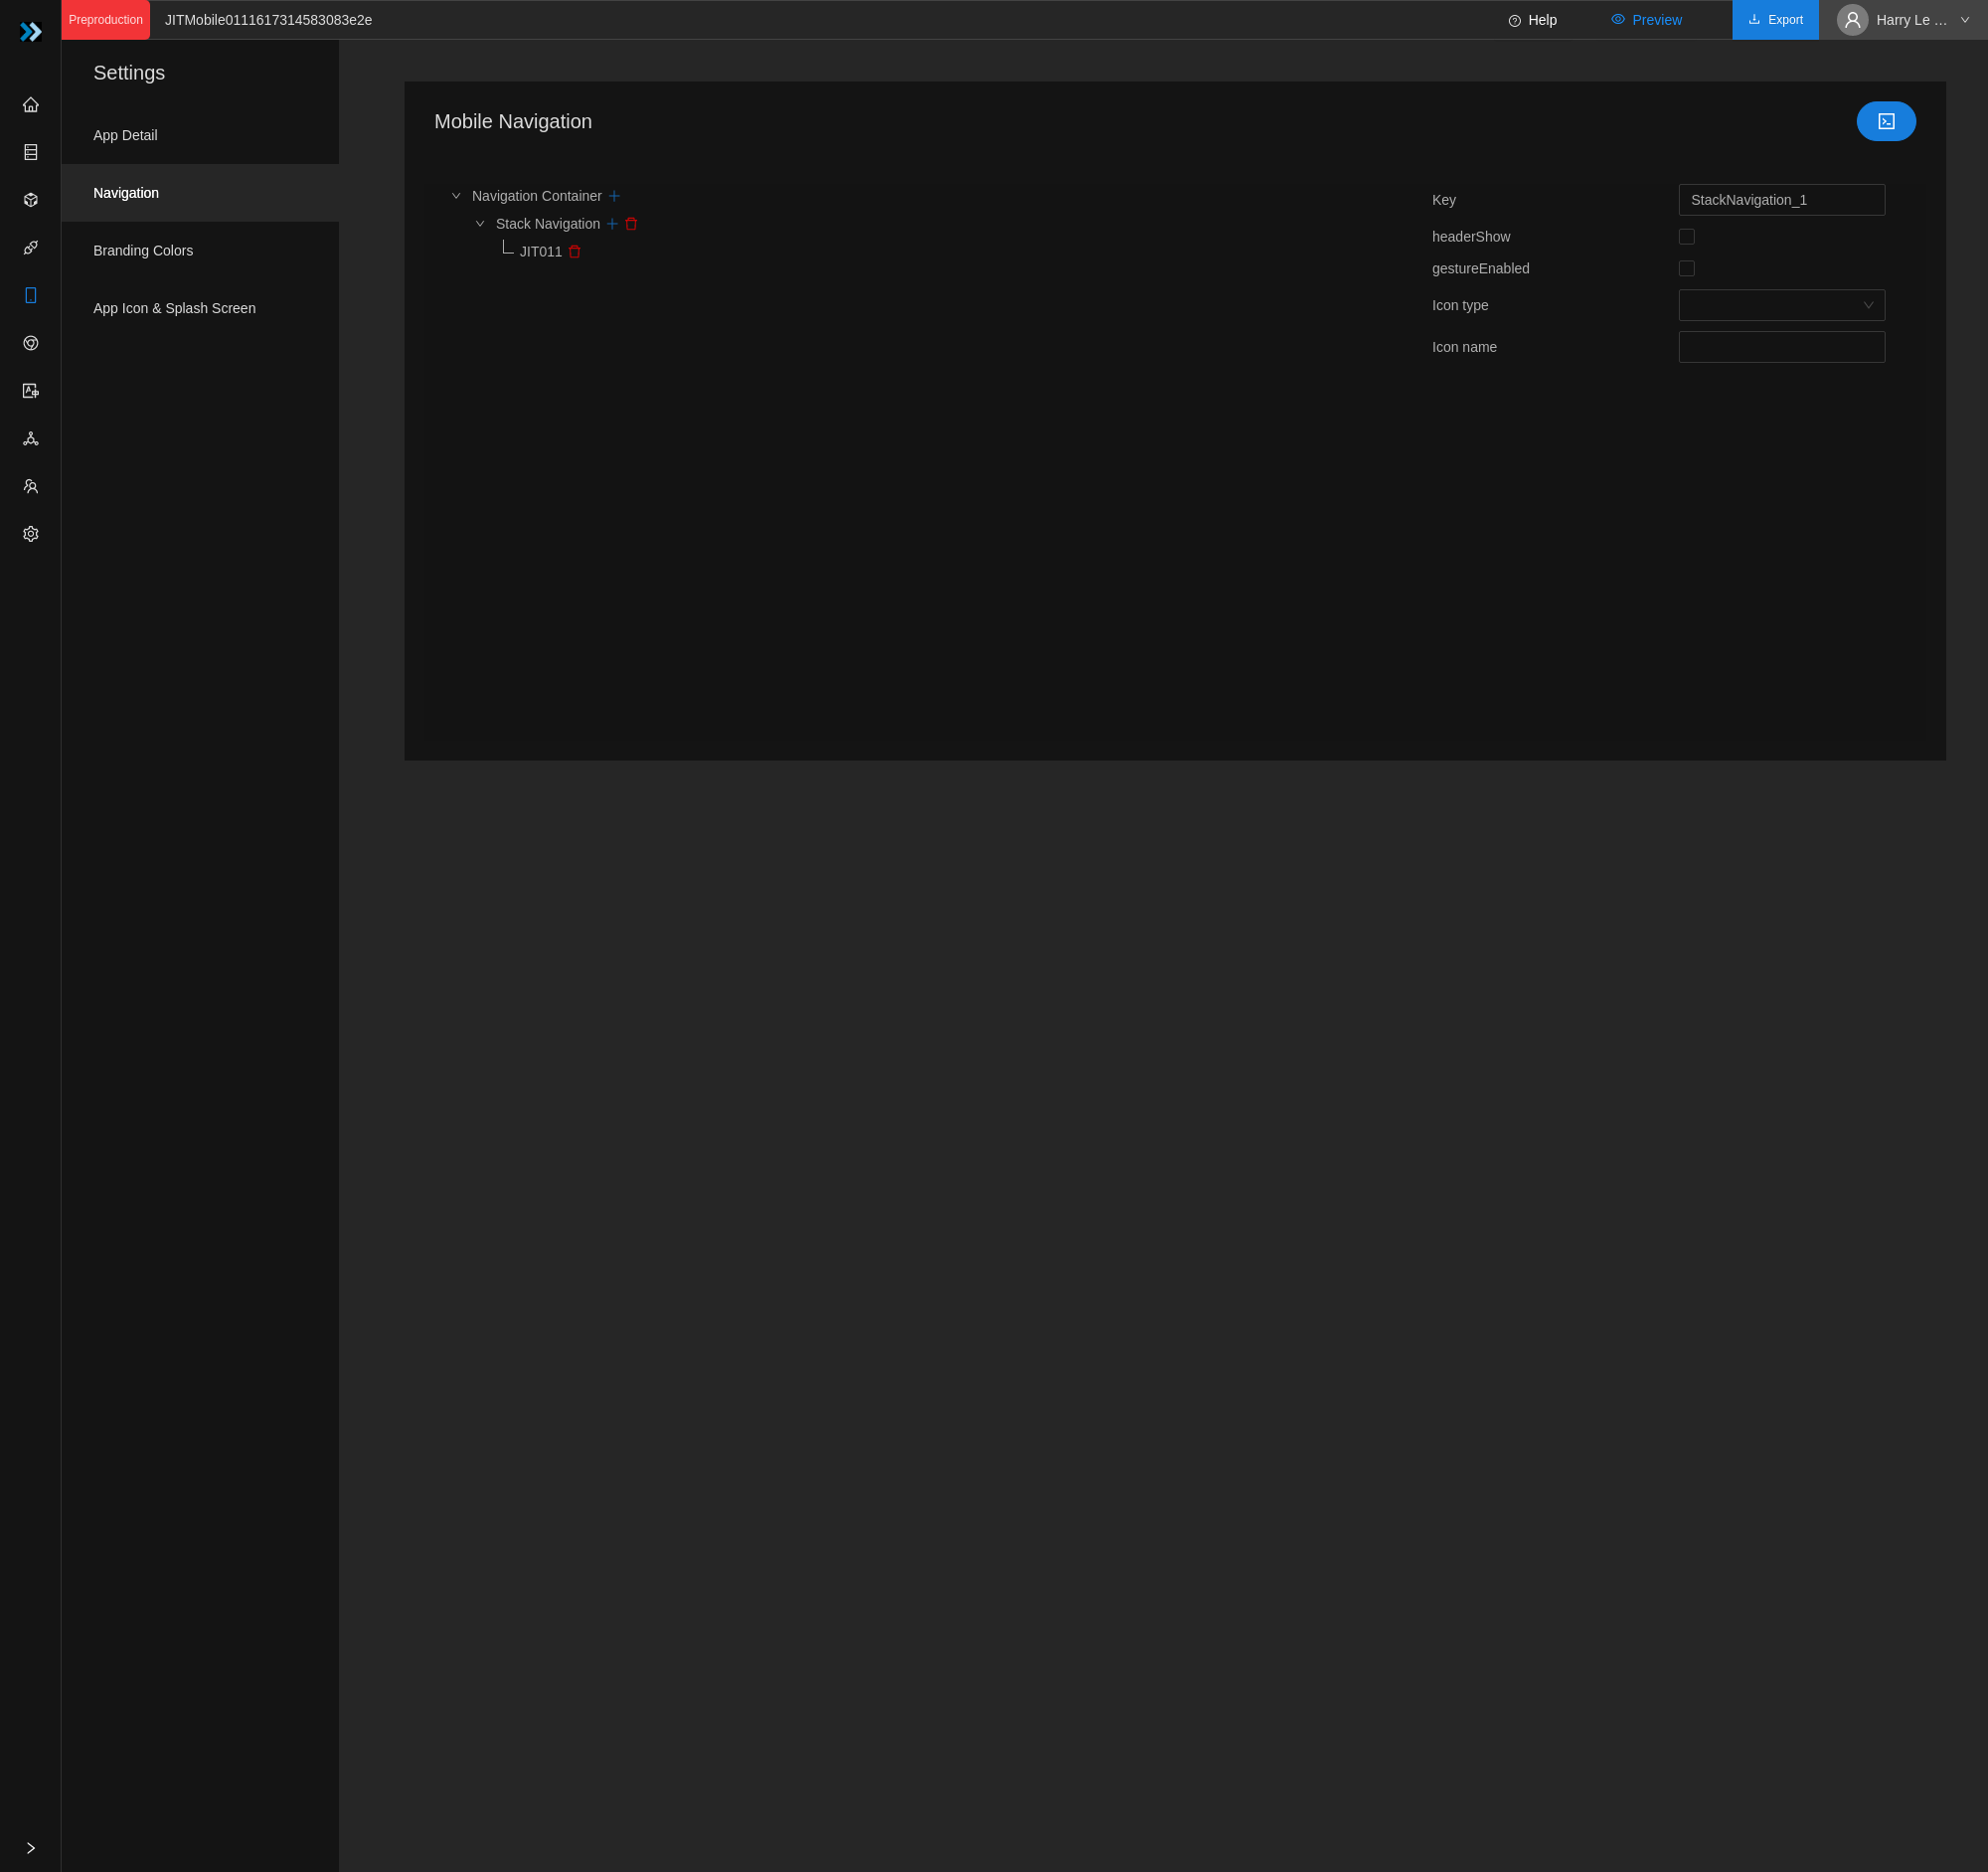 Preproduction
JITMobile0111617314583083e2e
Help
Preview
Export
Harry Le ...
Settings
App Detail
Navigation
Branding Colors
App Icon & Splash Screen
Mobile Navigation
Navigation Container
Stack Navigation
JIT011
Key
StackNavigation_1
headerShow
gestureEnabled
Icon type
Icon name